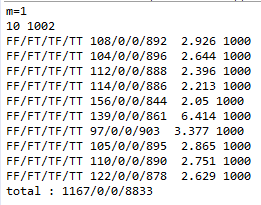 m=1
10 1002
FF/FT/TF/TT 108/0/0/892 2.926 1000
FF/FT/TF/TT 104/0/0/896 2.644 1000
FF/FT/TF/TT 112/0/0/888 2.396 1000
FF/FT/TF/TT 114/0/0/886 2.213 1000
FF/FT/TF/TT 156/0/0/844 2.05 1000
FF/FT/TF/TT 139/0/0/861 6.414 1000
FF/FT/TF/TT 97/0/0/903 3.377 1000
FF/FT/TF/TT 105/0/0/895 2.865 1000
FF/FT/TF/TT 110/0/0/890 2.751 1000
FF/FT/TF/TT 122/0/0/878 2.629 1000
total : 1167/0/0/8833